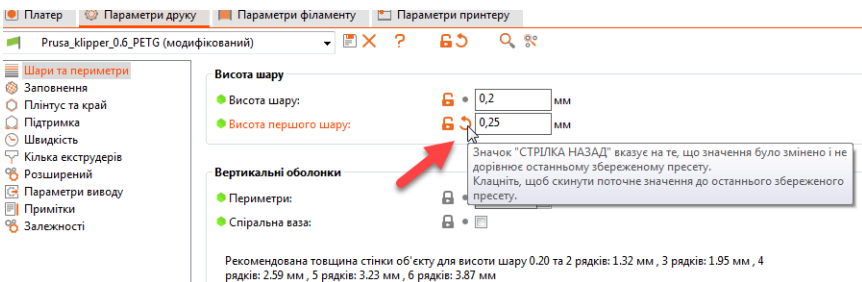 Платер Параметри друку Параметри філаменту Параметри принтеру
Prusa_klipper_0.6_PETG (модифікований)
Шари та периметри
Заповнення
Плінтус та край
Підтримка
Швидкість
Кілька екструдерів
Розширений
Параметри виводу
Примітки
Залежності
Висота шару
Висота шару: 0,2 мм
Висота першого шару: 0,25 мм
Значок "СТРІЛКА НАЗАД" вказує на те, що значення було змінено і не
дорівнює останньому збереженому пресету.
Клацніть, щоб скинути поточне значення до останнього збереженого
пресету.
Вертикальні оболонки
Периметри:
Спіральна ваза:
Рекомендована товщина стінки об'єкту для висоти шару 0.20 та 2 рядків: 1.32 мм , 3 рядків: 1.95 мм , 4
рядків: 2.59 мм , 5 рядків: 3.23 мм , 6 рядків: 3.87 мм